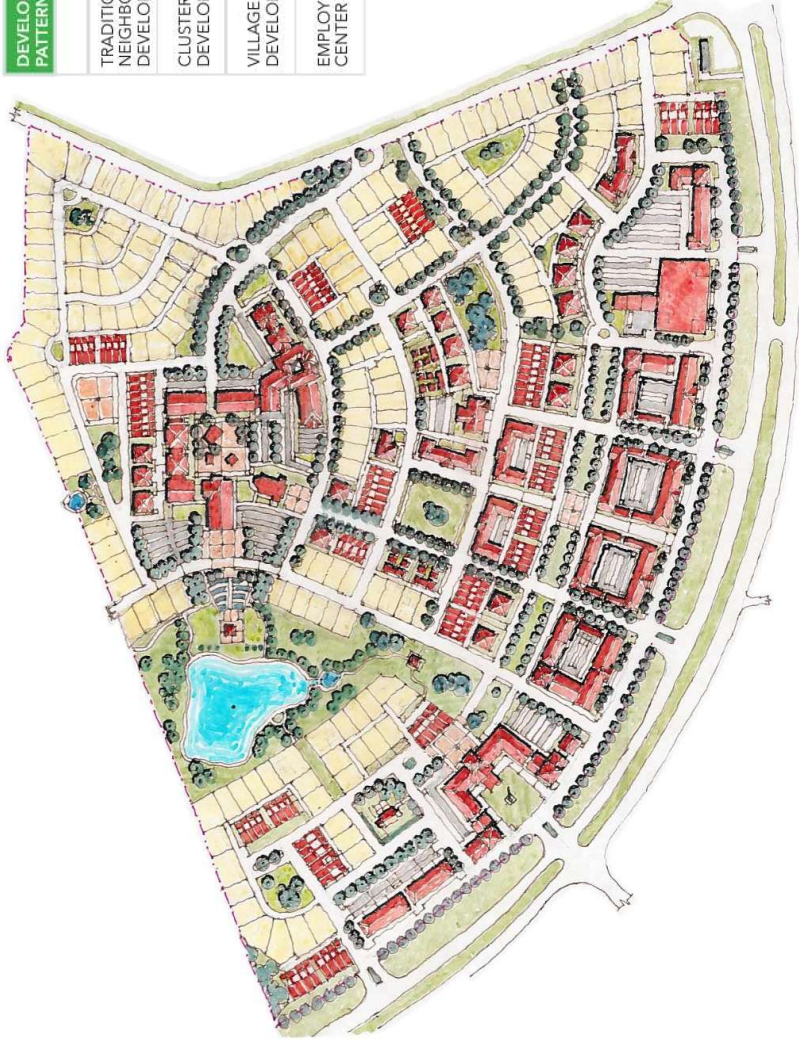 DEVELO
PATTERN
TRADITIO
NEIGHBO
DEVELO
CLUSTER
DEVELO
VILLAGE
DEVELO
EMPLOY
CENTER